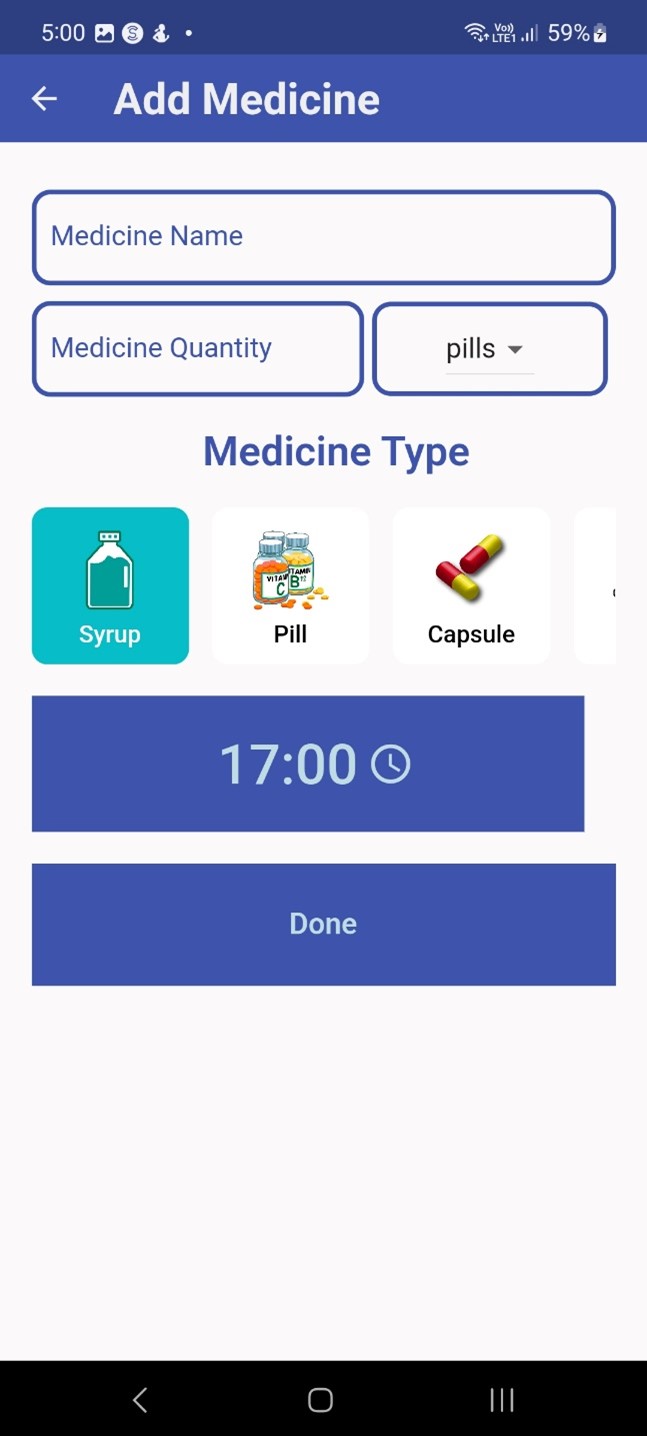 5:00 Vo)) LTE1 59%
Add Medicine
Medicine Name
Medicine Quantity pills
Medicine Type
VITAM C VITAMIN B12
Syrup Pill Capsule
17:00
Done